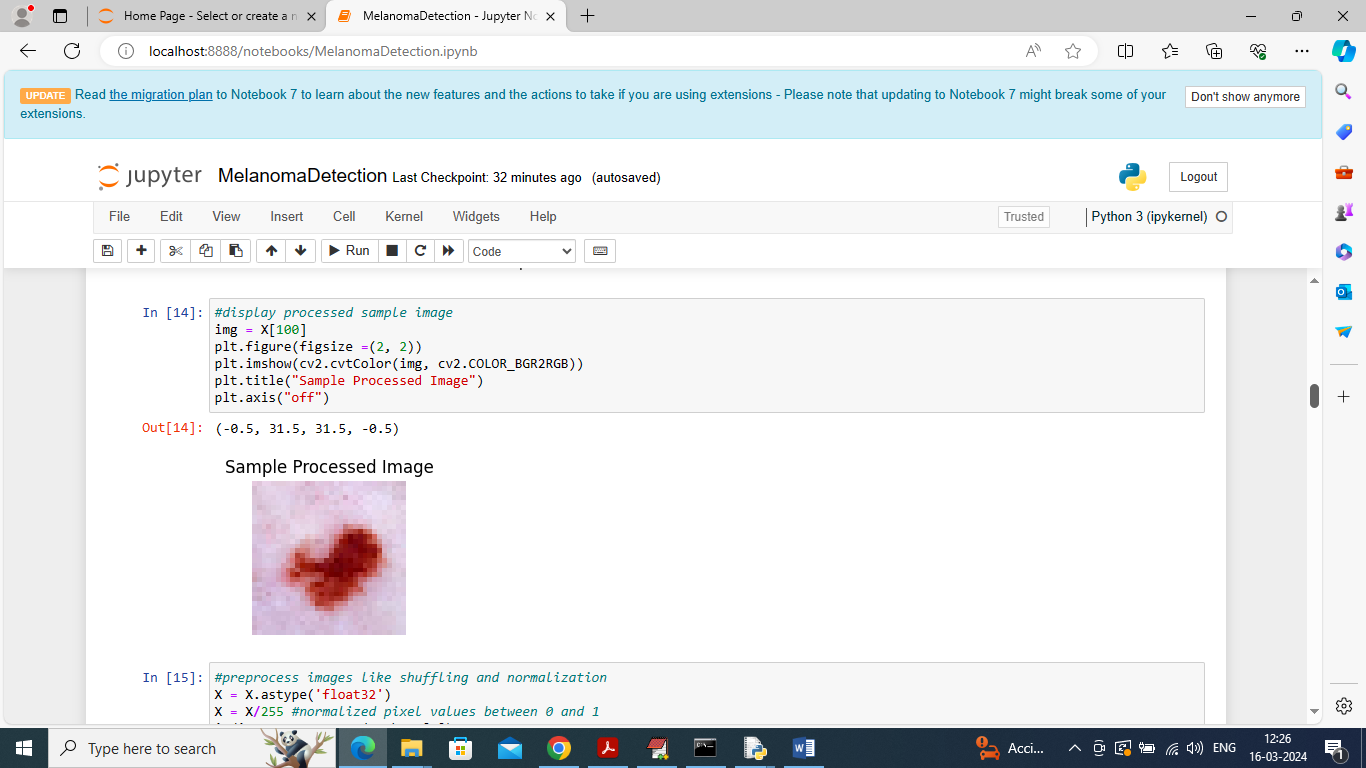 Home Page - Select or create a n
MelanomaDetection - Jupyter No
localhost:8888/notebooks/MelanomaDetection.ipynb
UPDATE Read the migration plan to Notebook 7 to learn about the new features and the actions to take if you are using extensions - Please note that updating to Notebook 7 might break some of your
extensions.
Don't show anymore
jupyter MelanomaDetection Last Checkpoint: 32 minutes ago (autosaved)
Logout
File Edit View Insert Cell Kernel Widgets Help
Trusted
Python 3 (ipykernel)
Run
Code
In [14]: #display processed sample image
img = X[100]
plt.figure(figsize =(2, 2))
plt.imshow(cv2.cvtColor(img, cv2.COLOR_BGR2RGB))
plt.title("Sample Processed Image")
plt.axis("off")
Out[14]: (-0.5, 31.5, 31.5, -0.5)
Sample Processed Image
In [15]: #preprocess images like shuffling and normalization
X = X.astype('float32')
X = X/255 #normalized pixel values between 0 and 1
Type here to search
Acci...
ENG
12:26
16-03-2024
1